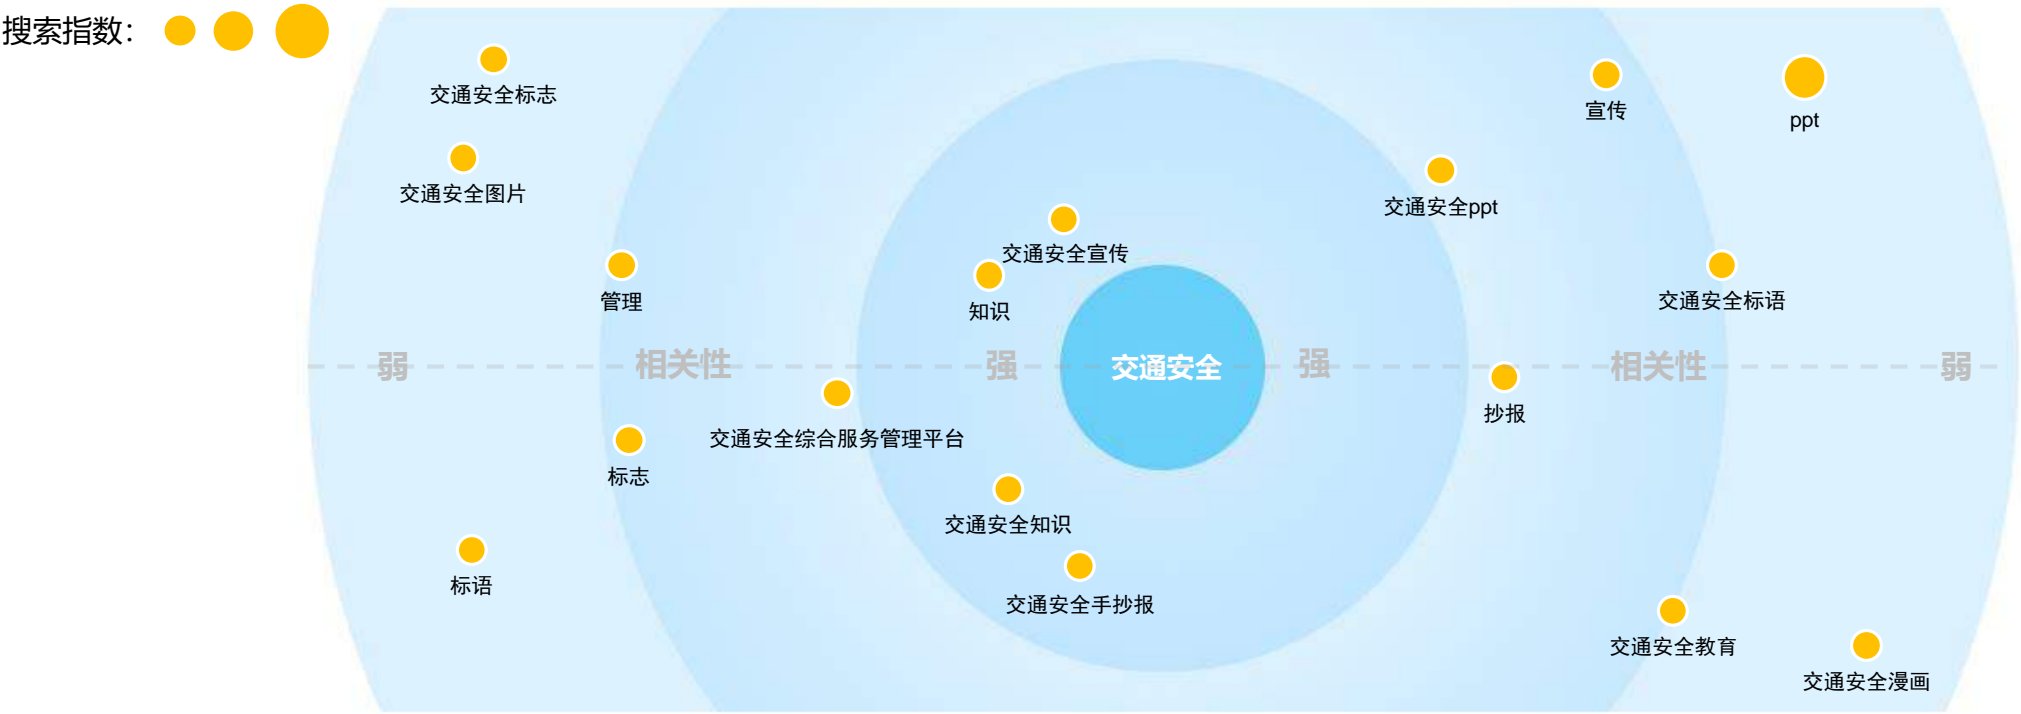 搜索指数：
交通安全标志
宣传
ppt
交通安全图片
交通安全ppt
交通安全宣传
管理
知识
交通安全标语
弱 相关性 强 交通安全 强 相关性 弱
抄报
交通安全综合服务管理平台
标志
交通安全知识
标语
交通安全手抄报
交通安全教育
交通安全漫画